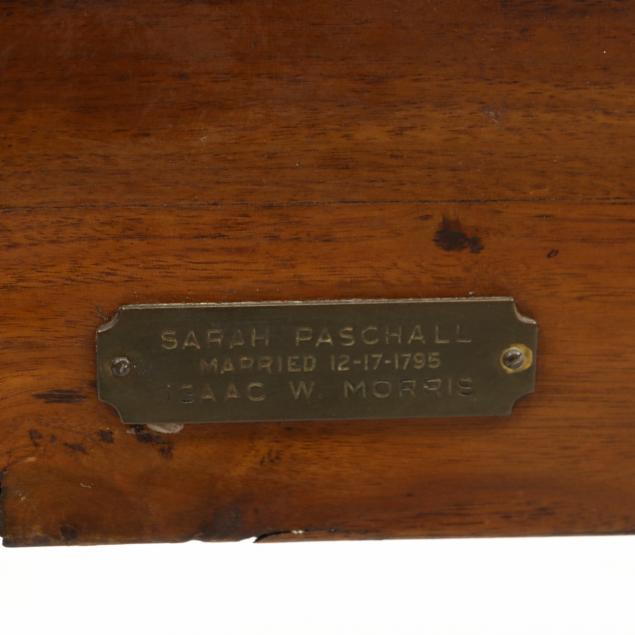 SARAH PASCHALL
MARRIED 12-17-1795
ISAAC W. MORRIS